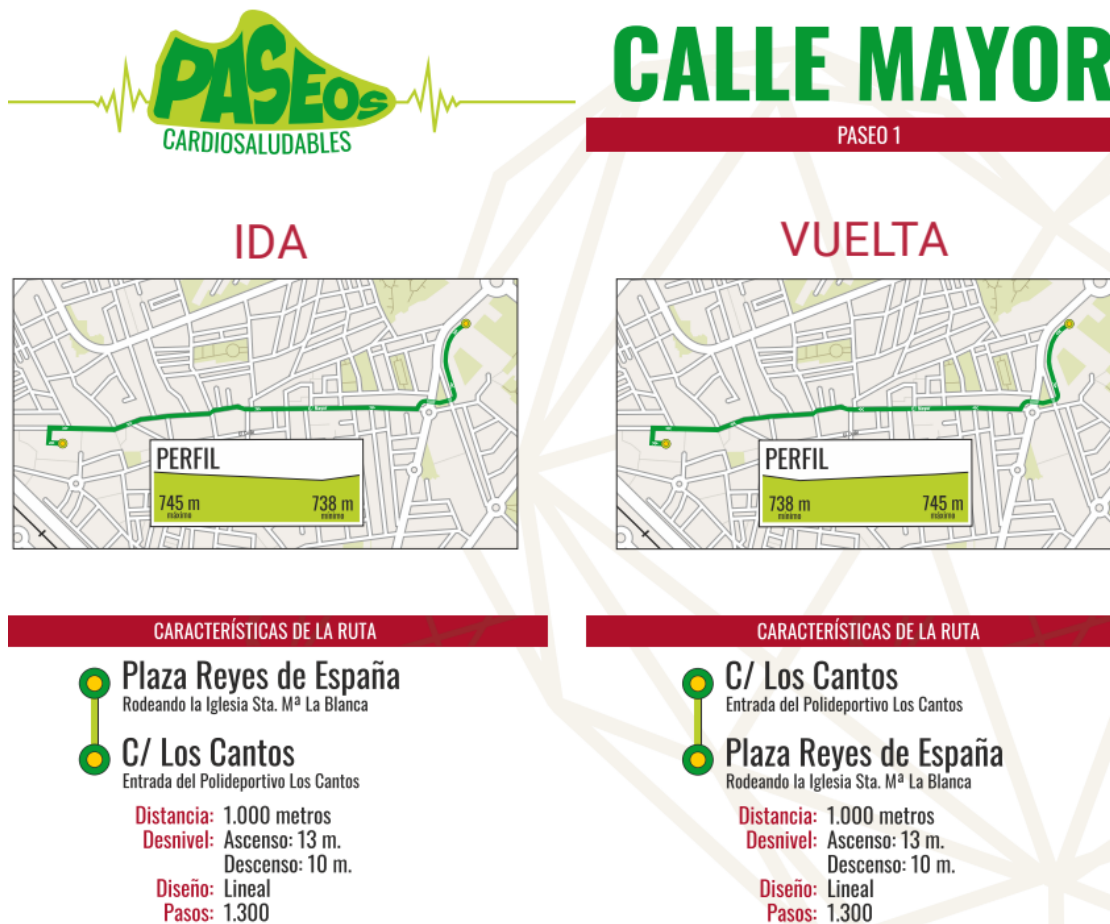 PASEOS
CARDIOSALUDABLES
CALLE MAYOR
PASEO 1
IDA
PERFIL
745 m
máximo
738 m
mínimo
VUELTA
PERFIL
738 m
mínimo
745 m
máximo
CARACTERÍSTICAS DE LA RUTA
Plaza Reyes de España
Rodeando la Iglesia Sta. Mª La Blanca
C/ Los Cantos
Entrada del Polideportivo Los Cantos
Distancia: 1.000 metros
Desnivel: Ascenso: 13 m.
Descenso: 10 m.
Diseño: Lineal
Pasos: 1.300
CARACTERÍSTICAS DE LA RUTA
C/ Los Cantos
Entrada del Polideportivo Los Cantos
Plaza Reyes de España
Rodeando la Iglesia Sta. Mª La Blanca
Distancia: 1.000 metros
Desnivel: Ascenso: 13 m.
Descenso: 10 m.
Diseño: Lineal
Pasos: 1.300